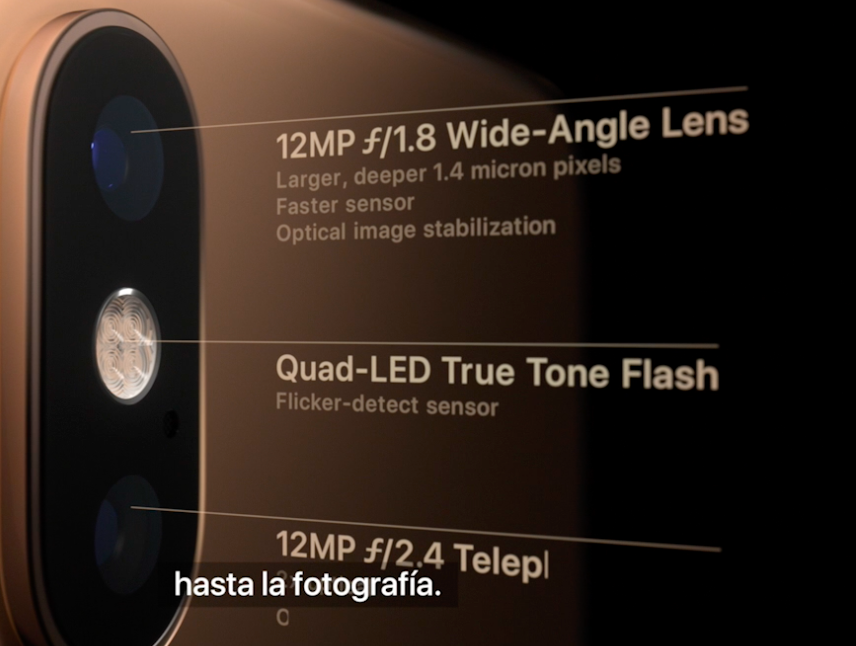 12MP ƒ/1.8 Wide-Angle Lens
Larger, deeper 1.4 micron pixels
Faster sensor
Optical image stabilization
Quad-LED True Tone Flash
Flicker-detect sensor
12MP ƒ/2.4 Telep
hasta la fotografía.